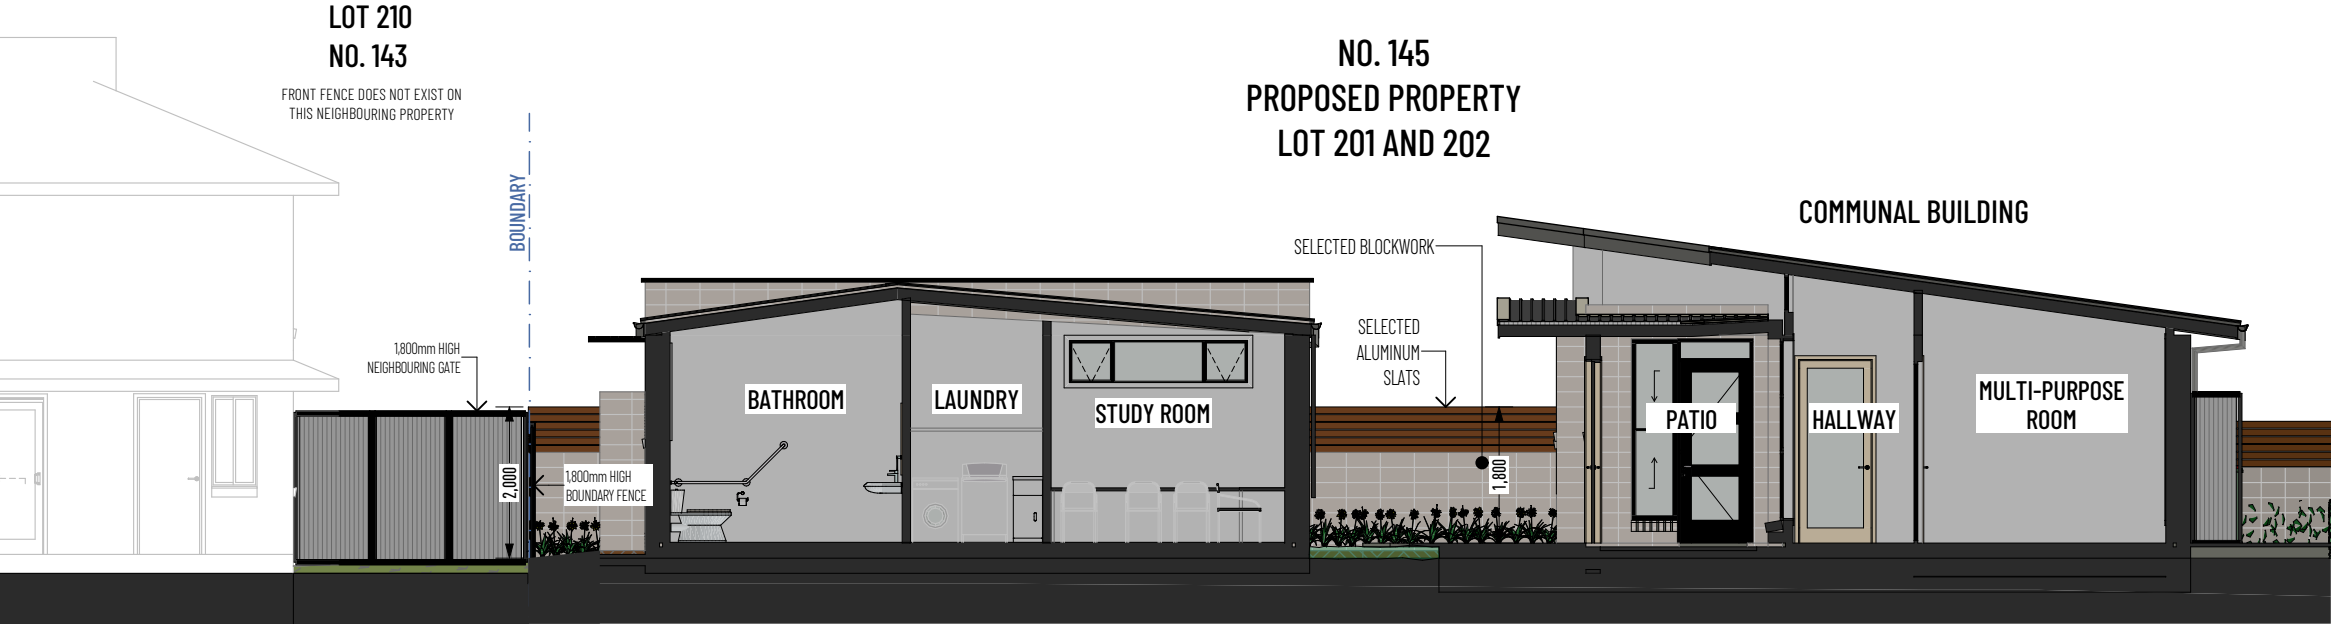 LOT 210
NO. 143
FRONT FENCE DOES NOT EXIST ON
THIS NEIGHBOURING PROPERTY
BOUNDARY
NO. 145
PROPOSED PROPERTY
LOT 201 AND 202
COMMUNAL BUILDING
SELECTED BLOCKWORK
SELECTED
ALUMINUM
SLATS
1,800mm HIGH
NEIGHBOURING GATE
2,000
1,800mm HIGH
BOUNDARY FENCE
BATHROOM
LAUNDRY
STUDY ROOM
1,800
PATIO
HALLWAY
MULTI-PURPOSE
ROOM